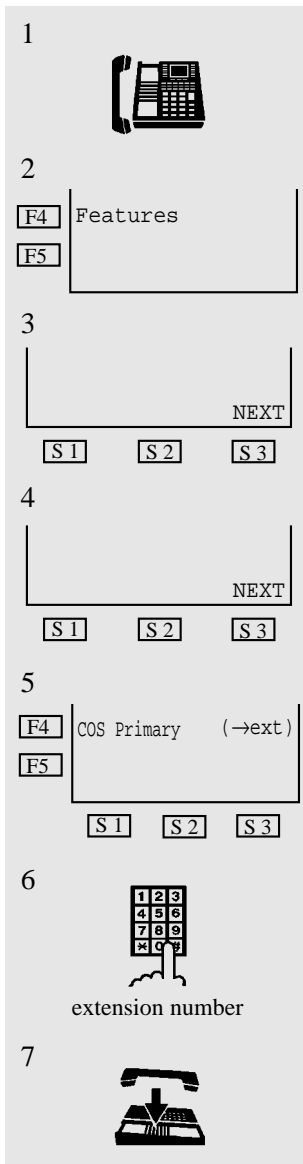 1
2
F4 Features
F5
3
NEXT
S 1 S 2 S 3
4
NEXT
S 1 S 2 S 3
5
F4 COS Primary (→ext)
F5
S 1 S 2 S 3
6
1 2 3
4 5 6
7 8 9
* 0 #
extension number
7